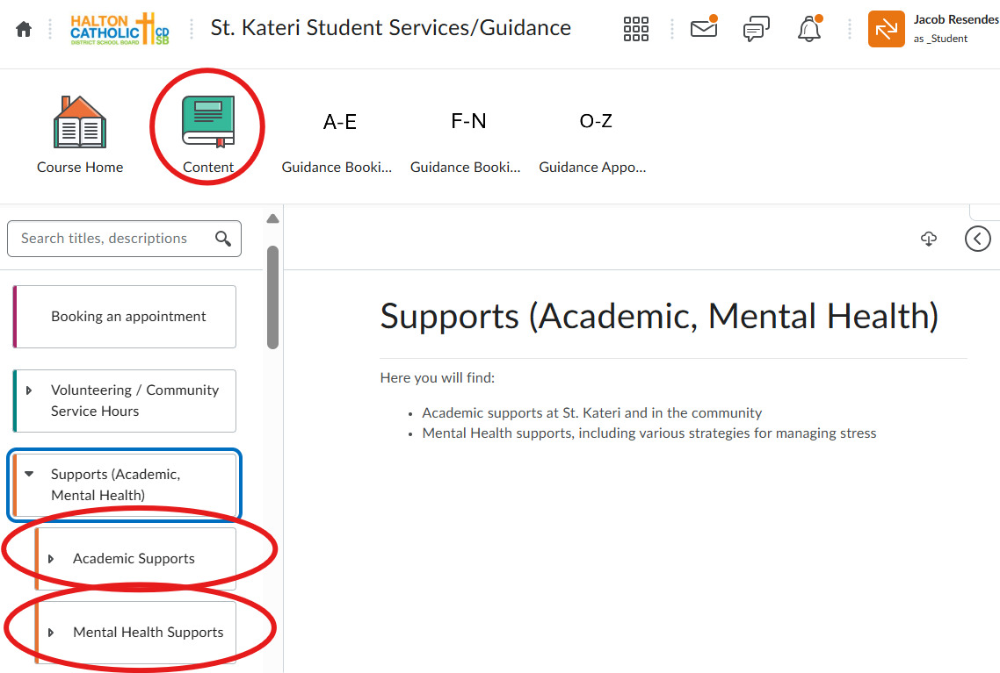 HALTON
CATHOLIC CD
DISTRICT SCHOOL BOARD SB
St. Kateri Student Services/Guidance
Jacob Resendes
as _Student
A-E
F-N
O-Z
Course Home
Content
Guidance Booki...
Guidance Booki...
Guidance Appo...
Search titles, descriptions
Booking an appointment
Volunteering / Community
Service Hours
Supports (Academic,
Mental Health)
Academic Supports
Mental Health Supports
Supports (Academic, Mental Health)
Here you will find:
• Academic supports at St. Kateri and in the community
• Mental Health supports, including various strategies for managing stress